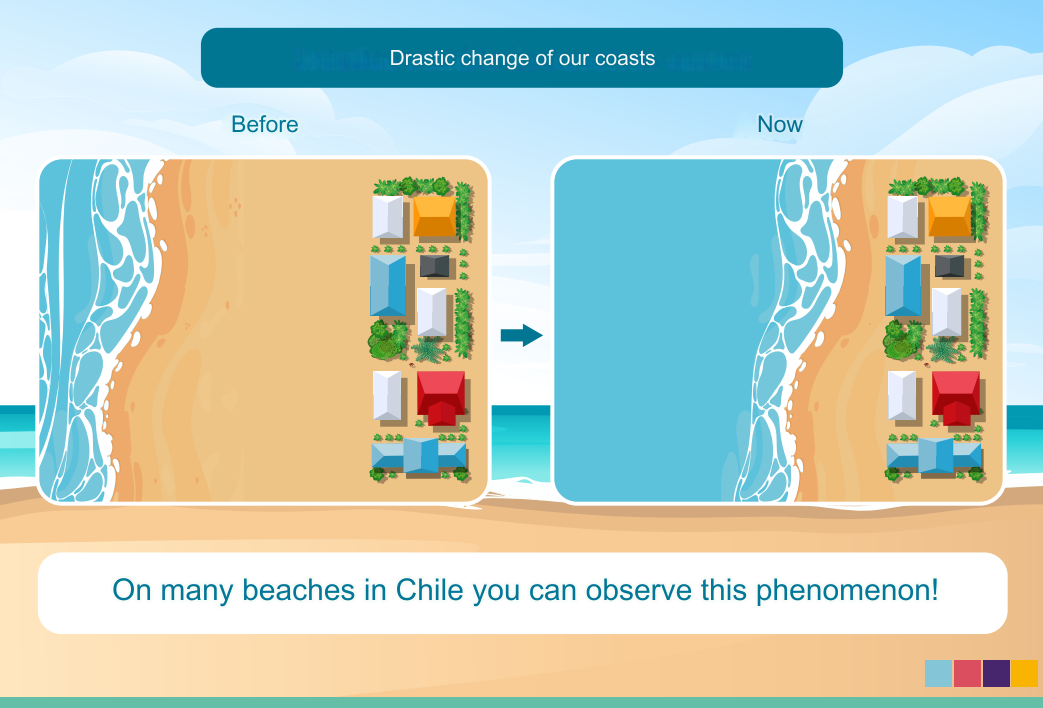 Drastic change of our coasts
Before
Now
On many beaches in Chile you can observe this phenomenon!